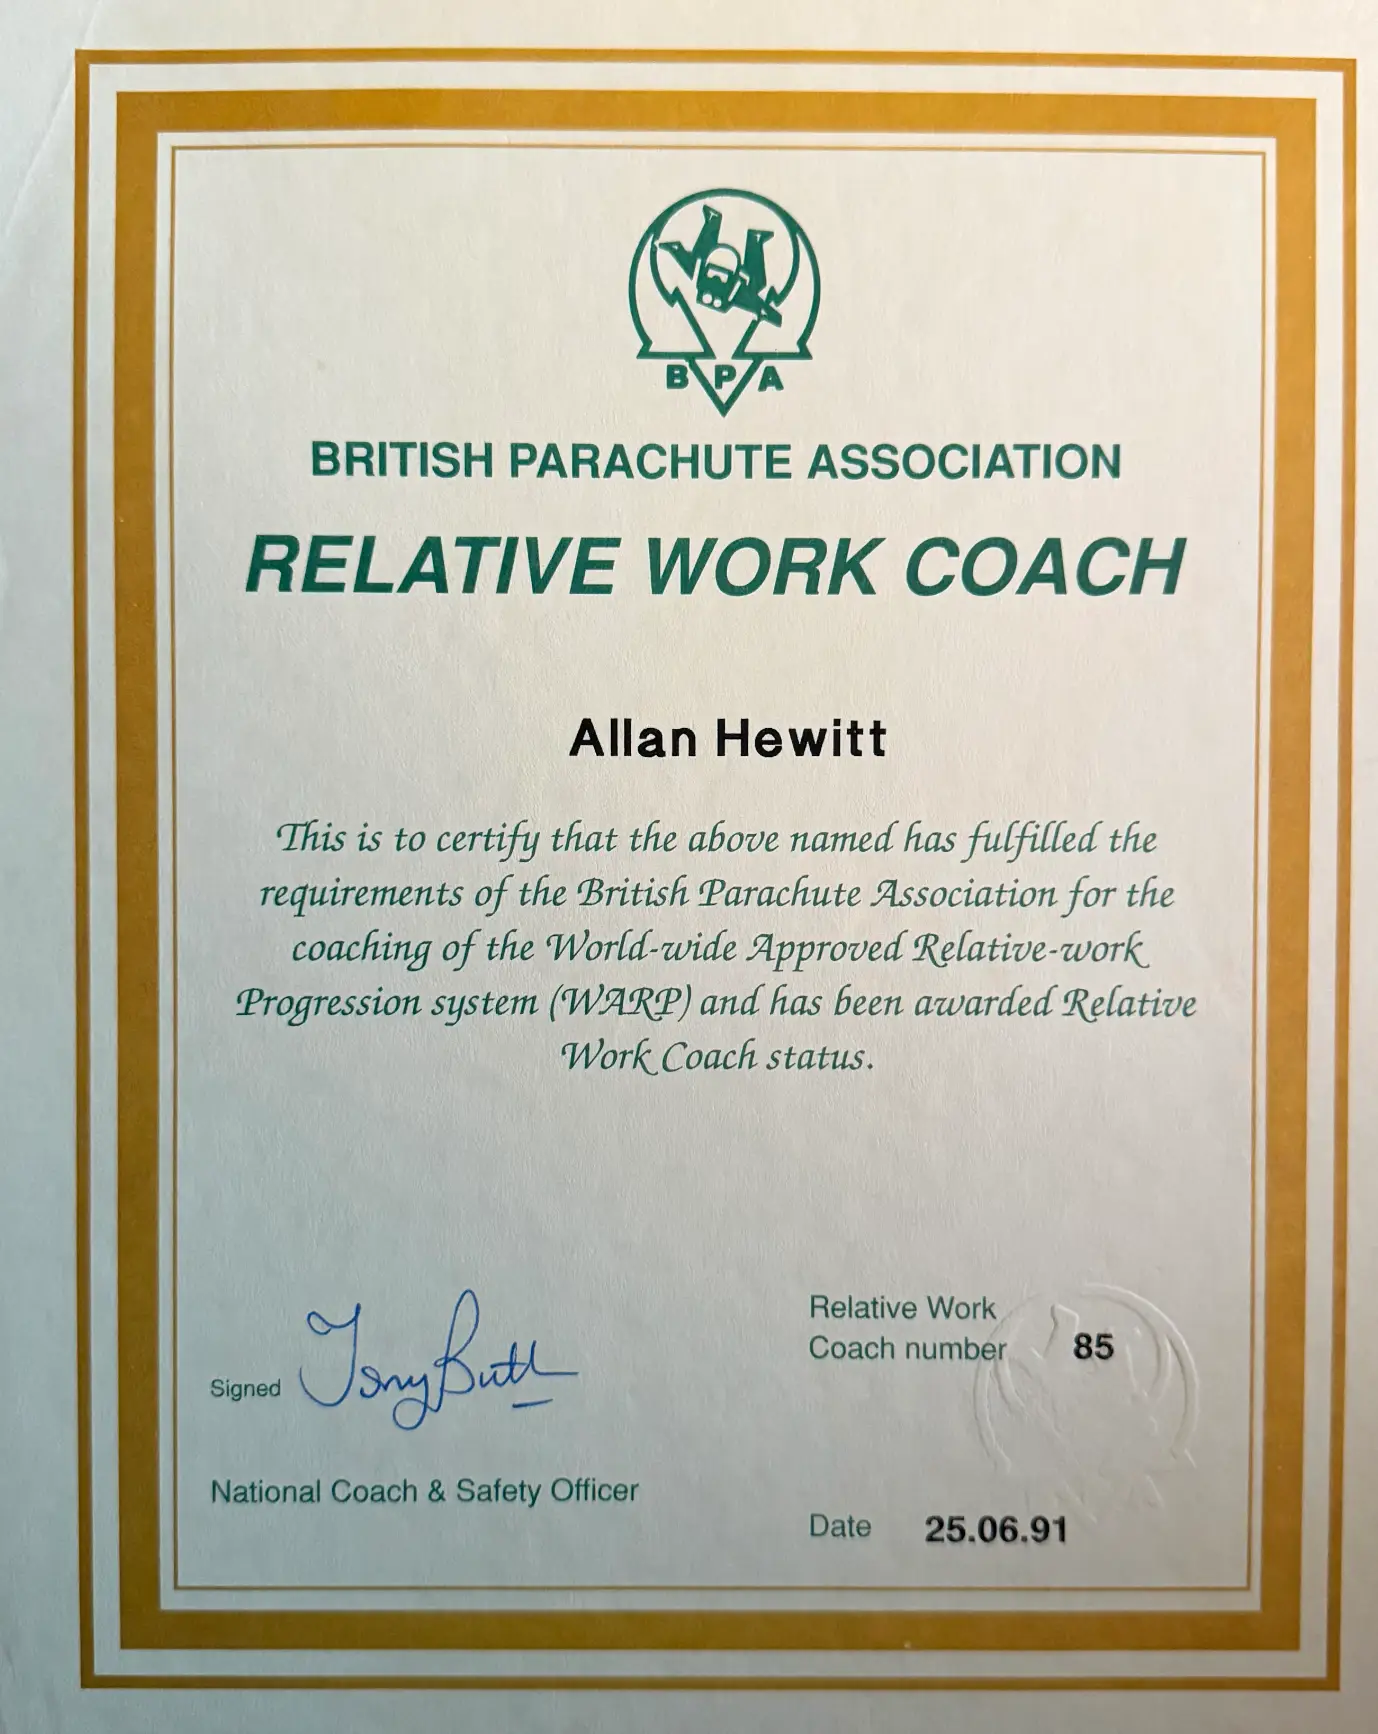 B P A
BRITISH PARACHUTE ASSOCIATION
RELATIVE WORK COACH
Allan Hewitt
This is to certify that the above named has fulfilled the
requirements of the British Parachute Association for the
coaching of the World-wide Approved Relative-work
Progression system (WARP) and has been awarded Relative
Work Coach status.
Signed Tony Butl
National Coach & Safety Officer
Relative Work
Coach number 85
Date 25.06.91